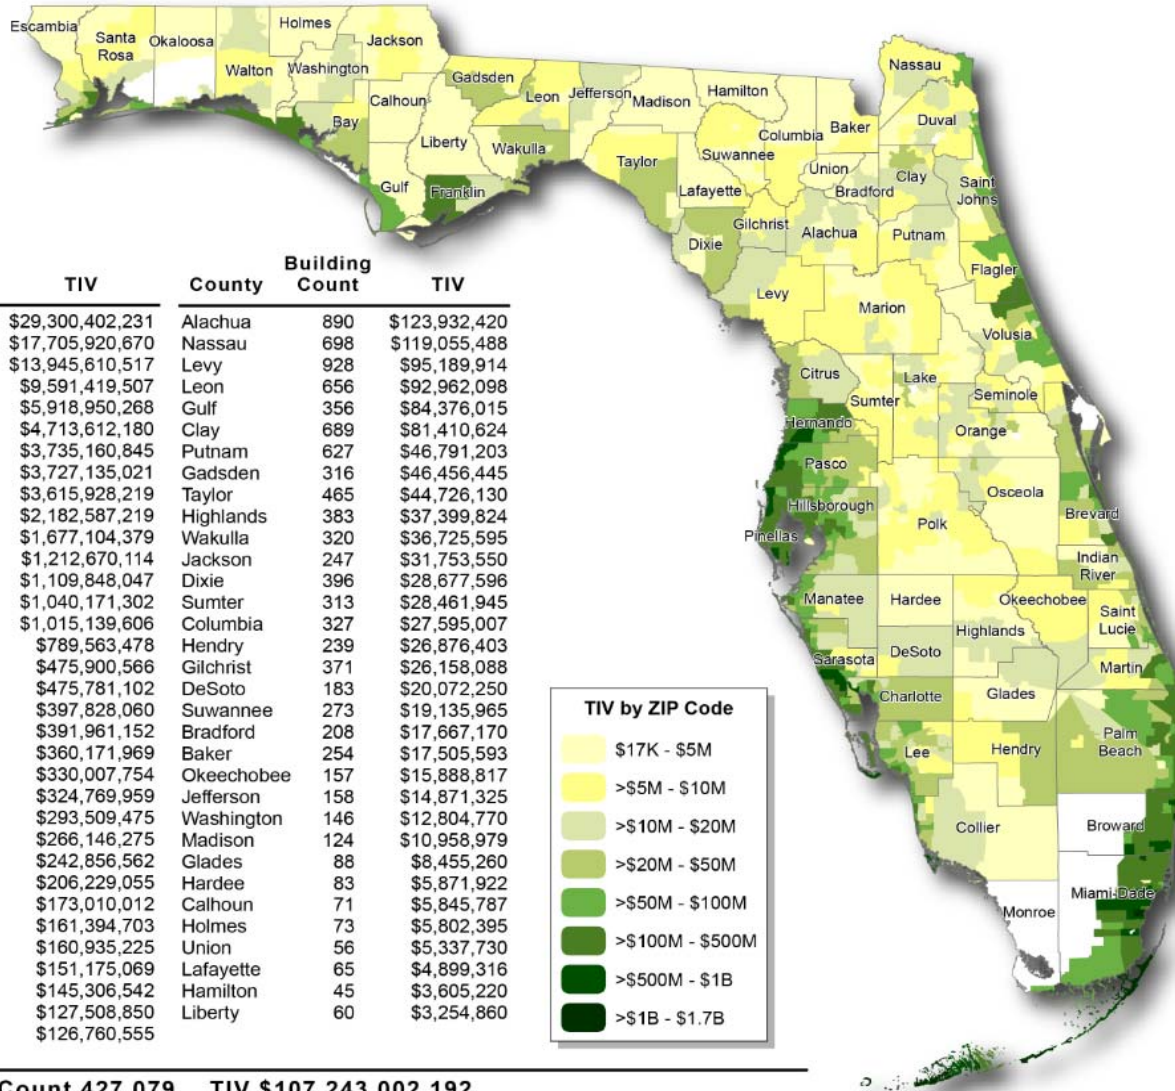 Escambia
Santa
Rosa
Okaloosa
Walton
Holmes
Washington
Jackson
Calhoun
Bay
Gulf
Liberty
Franklin
Gadsden
Leon
Wakulla
Jefferson
Madison
Taylor
Hamilton
Suwannee
Lafayette
Dixie
Columbia
Gilchrist
Baker
Union
Bradford
Alachua
Levy
Nassau
Duval
Clay
Saint
Johns
Putnam
Flagler
Marion
Volusia
Citrus
Sumter
Lake
Seminole
Orange
Hernando
Pasco
Hillsborough
Pinellas
Polk
Osceola
Brevard
Indian
River
Manatee
Hardee
Highlands
Okeechobee
Saint
Lucie
Sarasota
DeSoto
Martin
Charlotte
Glades
Lee
Hendry
Palm
Beach
Collier
Broward
Monroe
Miami-Dade
Building
TIV County Count TIV
$29,300,402,231 Alachua 890 $123,932,420
$17,705,920,670 Nassau 698 $119,055,488
$13,945,610,517 Levy 928 $95,189,914
$9,591,419,507 Leon 656 $92,962,098
$5,918,950,268 Gulf 356 $84,376,015
$4,713,612,180 Clay 689 $81,410,624
$3,735,160,845 Putnam 627 $46,791,203
$3,727,135,021 Gadsden 316 $46,456,445
$3,615,928,219 Taylor 465 $44,726,130
$2,182,587,219 Highlands 383 $37,399,824
$1,677,104,379 Wakulla 320 $36,725,595
$1,212,670,114 Jackson 247 $31,753,550
$1,109,848,047 Dixie 396 $28,677,596
$1,040,171,302 Sumter 313 $28,461,945
$1,015,139,606 Columbia 327 $27,595,007
$789,563,478 Hendry 239 $26,876,403
$475,900,566 Gilchrist 371 $26,158,088
$475,781,102 DeSoto 183 $20,072,250
$397,828,060 Suwannee 273 $19,135,965
$391,961,152 Bradford 208 $17,667,170
$360,171,969 Baker 254 $17,505,593
$330,007,754 Okeechobee 157 $15,888,817
$324,769,959 Jefferson 158 $14,871,325
$293,509,475 Washington 146 $12,804,770
$266,146,275 Madison 124 $10,958,979
$242,856,562 Glades 88 $8,455,260
$206,229,055 Hardee 83 $5,871,922
$173,010,012 Calhoun 71 $5,845,787
$161,394,703 Holmes 73 $5,802,395
$160,935,225 Union 56 $5,337,730
$151,175,069 Lafayette 65 $4,899,316
$145,306,542 Hamilton 45 $3,605,220
$127,508,850 Liberty 60 $3,254,860
$126,760,555
TIV by ZIP Code
$17K - $5M
>$5M - $10M
>$10M - $20M
>$20M - $50M
>$50M - $100M
>$100M - $500M
>$500M - $1B
>$1B - $1.7B
Count 427,079 TIV $107,243,002,192